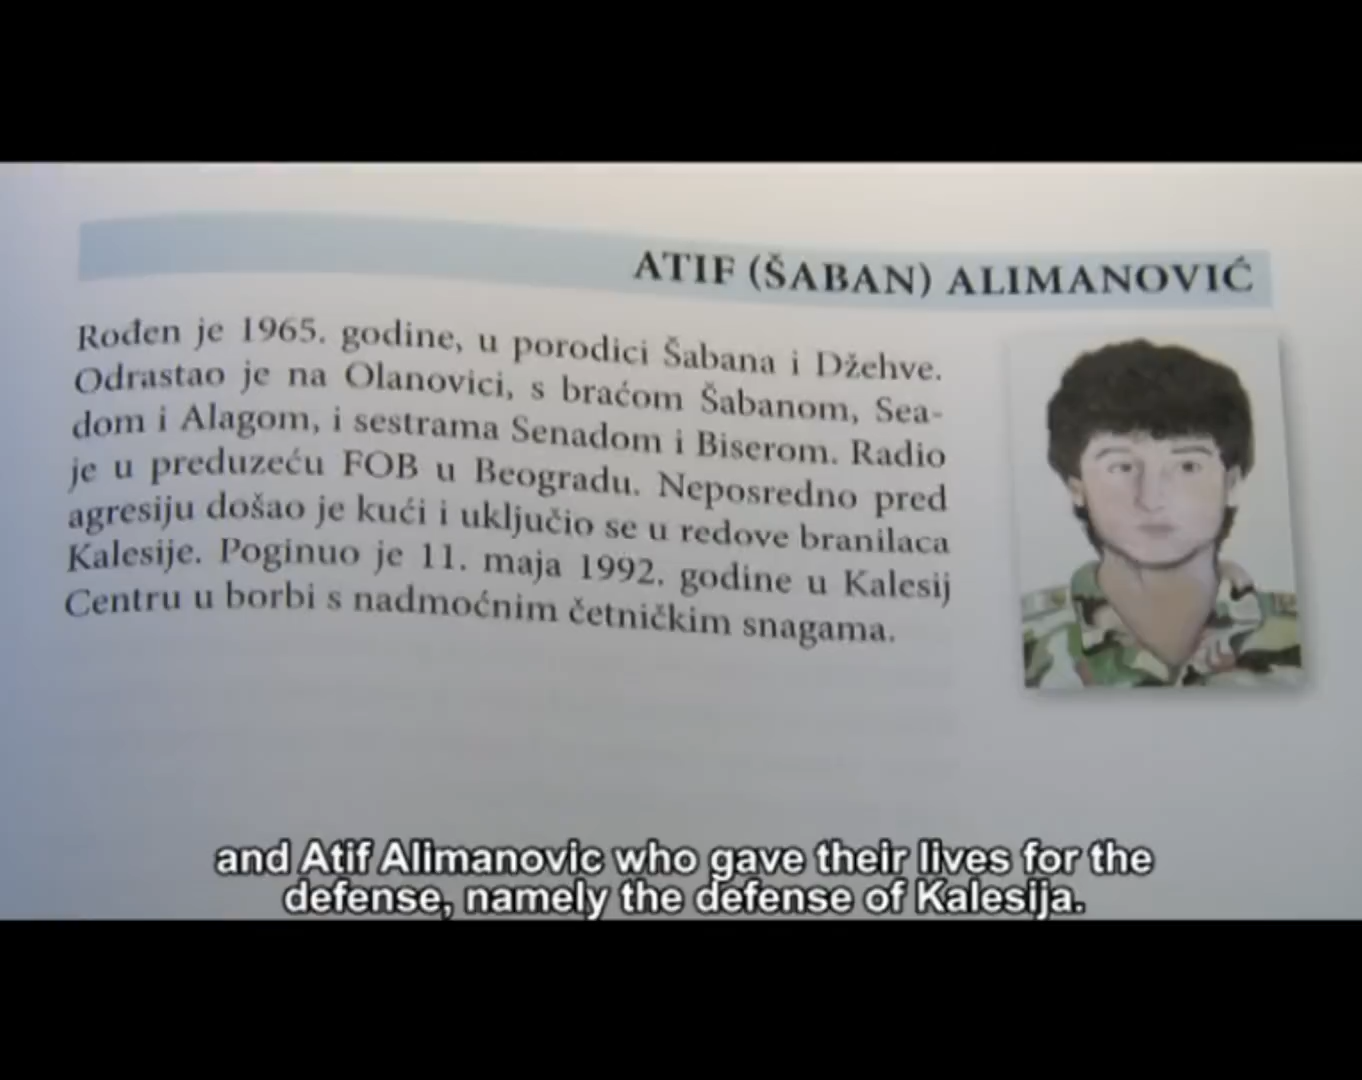 ATIF (ŠABAN) ALIMANOVIĆ
Rođen je 1965. godine, u porodici Šabana i Džehve.
Odrastao je na Olanovici, s braćom Šabanom, Sea-
dom i Alagom, i sestrama Senadom i Biserom. Radio
je u preduzeću FOB u Beogradu. Neposredno pred
agresiju došao je kući i uključio se u redove branilaca
Kalesije. Poginuo je 11. maja 1992. godine u Kalesij
Centru u borbi s nadmoćnim četničkim snagama.
and Atif Alimanovic who gave their lives for the
defense, namely the defense of Kalesija.